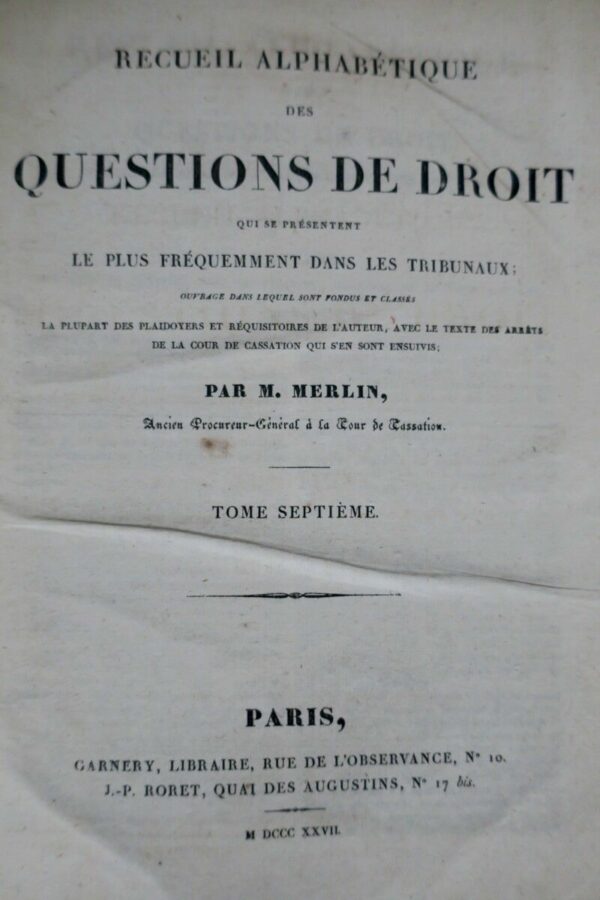 RECUEIL ALPHABÉTIQUE
DES
QUESTIONS DE DROIT
QUI SE PRÉSENTENT
LE PLUS FRÉQUEMMENT DANS LES TRIBUNAUX;
OUVRAGE DANS LEQUEL SONT FONDUS ET CLASSÉS
LA PLUPART DES PLAIDOYERS ET RÉQUISITOIRES DE L'AUTEUR, AVEC LE TEXTE DES ARRÊTS
DE LA COUR DE CASSATION QUI S'EN SONT ENSUIVIS;
PAR M. MERLIN,
Ancien Procureur-Général à la Cour de Cassation.
TOME SEPTIÈME.
PARIS,
GARNERY, LIBRAIRE, RUE DE L'OBSERVANCE, N° 10.
J.-P. RORET, QUAI DES AUGUSTINS, N° 17 bis.
M DCCC XXVII.